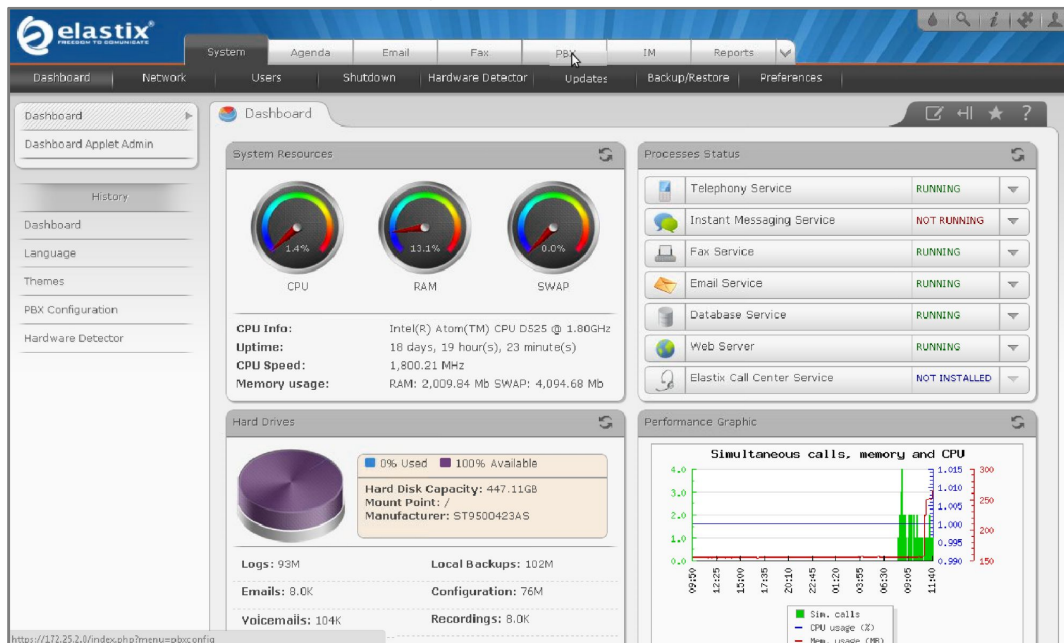 elastix
FREEDOM TO COMMUNICATE
System Agenda Email Fax PBX IM Reports
Dashboard Network Users Shutdown Hardware Detector Updates Backup/Restore Preferences
Dashboard
Dashboard Applet Admin
History
Dashboard
Language
Themes
PBX Configuration
Hardware Detector
Dashboard
System Resources
1.4% 13.1% 0.0%
CPU RAM SWAP
CPU Info: Intel(R) Atom(TM) CPU D525 @ 1.80GHz
Uptime: 18 days, 19 hour(s), 23 minute(s)
CPU Speed: 1,800.21 MHz
Memory usage: RAM: 2,009.84 Mb SWAP: 4,094.68 Mb
Processes Status
Telephony Service RUNNING
Instant Messaging Service NOT RUNNING
Fax Service RUNNING
Email Service RUNNING
Database Service RUNNING
Web Server RUNNING
Elastix Call Center Service NOT INSTALLED
Hard Drives
0% Used 100% Available
Hard Disk Capacity: 447.11GB
Mount Point: /
Manufacturer: ST9500423AS
Logs: 93M Local Backups: 102M
Emails: 8.0K Configuration: 76M
Voicemails: 104K Recordings: 8.0K
Performance Graphic
Simultaneous calls, memory and CPU
4.0 1.015 300
3.0 1.010 250
2.0 1.005
1.000 200
1.0 0.995
0.0 0.990 150
09:50 12:25 15:00 17:35 20:10 22:45 01:20 03:55 06:30 09:05 11:40
Sim. calls
CPU usage (%)
Mem. usage (MB)
https://172.25.2.0/index.php?menu=pbxconfig